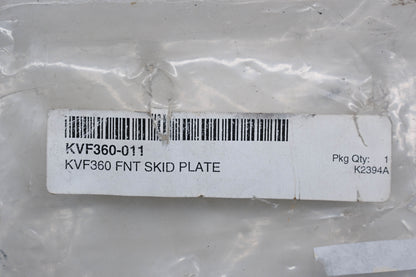 KVF360-011
KVF360 FNT SKID PLATE
Pkg Qty: 1
K2394A